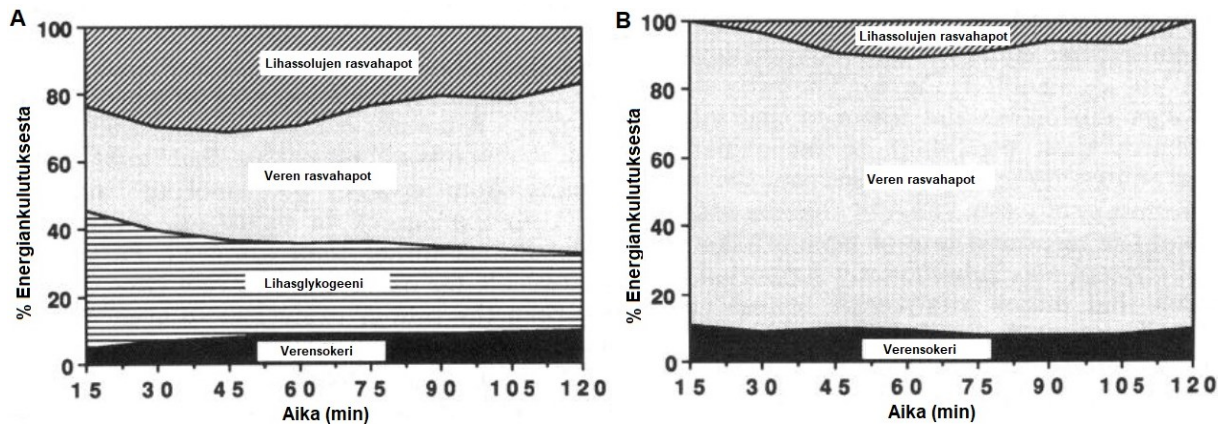 A
% Energiankulutuksesta
100
80
60
40
20
0
Lihassolujen rasvahapot
Veren rasvahapot
Lihasglykogeeni
Verensokeri
15 30 45 60 75 90 105 120
Aika (min)
B
% Energiankulutuksesta
100
80
60
40
20
0
Lihassolujen rasvahapot
Veren rasvahapot
Verensokeri
15 30 45 60 75 90 105 120
Aika (min)